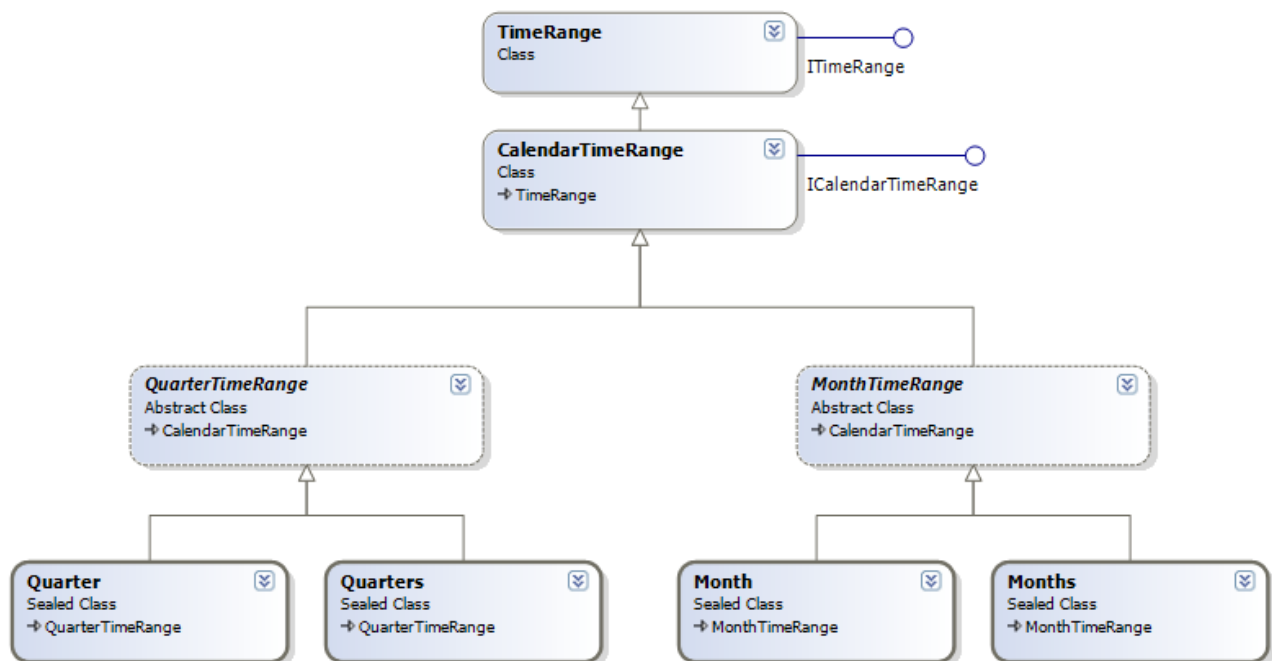 TimeRange
Class
ITimeRange
CalendarTimeRange
Class
TimeRange
ICalendarTimeRange
QuarterTimeRange
Abstract Class
CalendarTimeRange
MonthTimeRange
Abstract Class
CalendarTimeRange
Quarter
Sealed Class
QuarterTimeRange
Quarters
Sealed Class
QuarterTimeRange
Month
Sealed Class
MonthTimeRange
Months
Sealed Class
MonthTimeRange